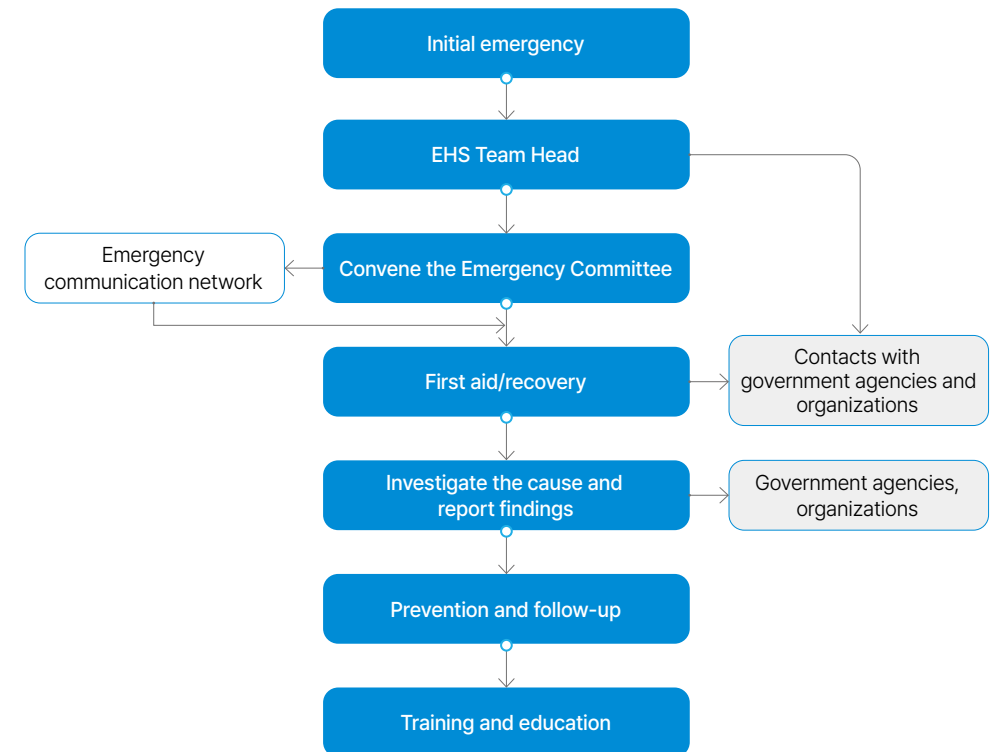 Initial emergency
EHS Team Head
Emergency
communication network
Convene the Emergency Committee
First aid/recovery
Contacts with
government agencies and
organizations
Investigate the cause and
report findings
Government agencies,
organizations
Prevention and follow-up
Training and education